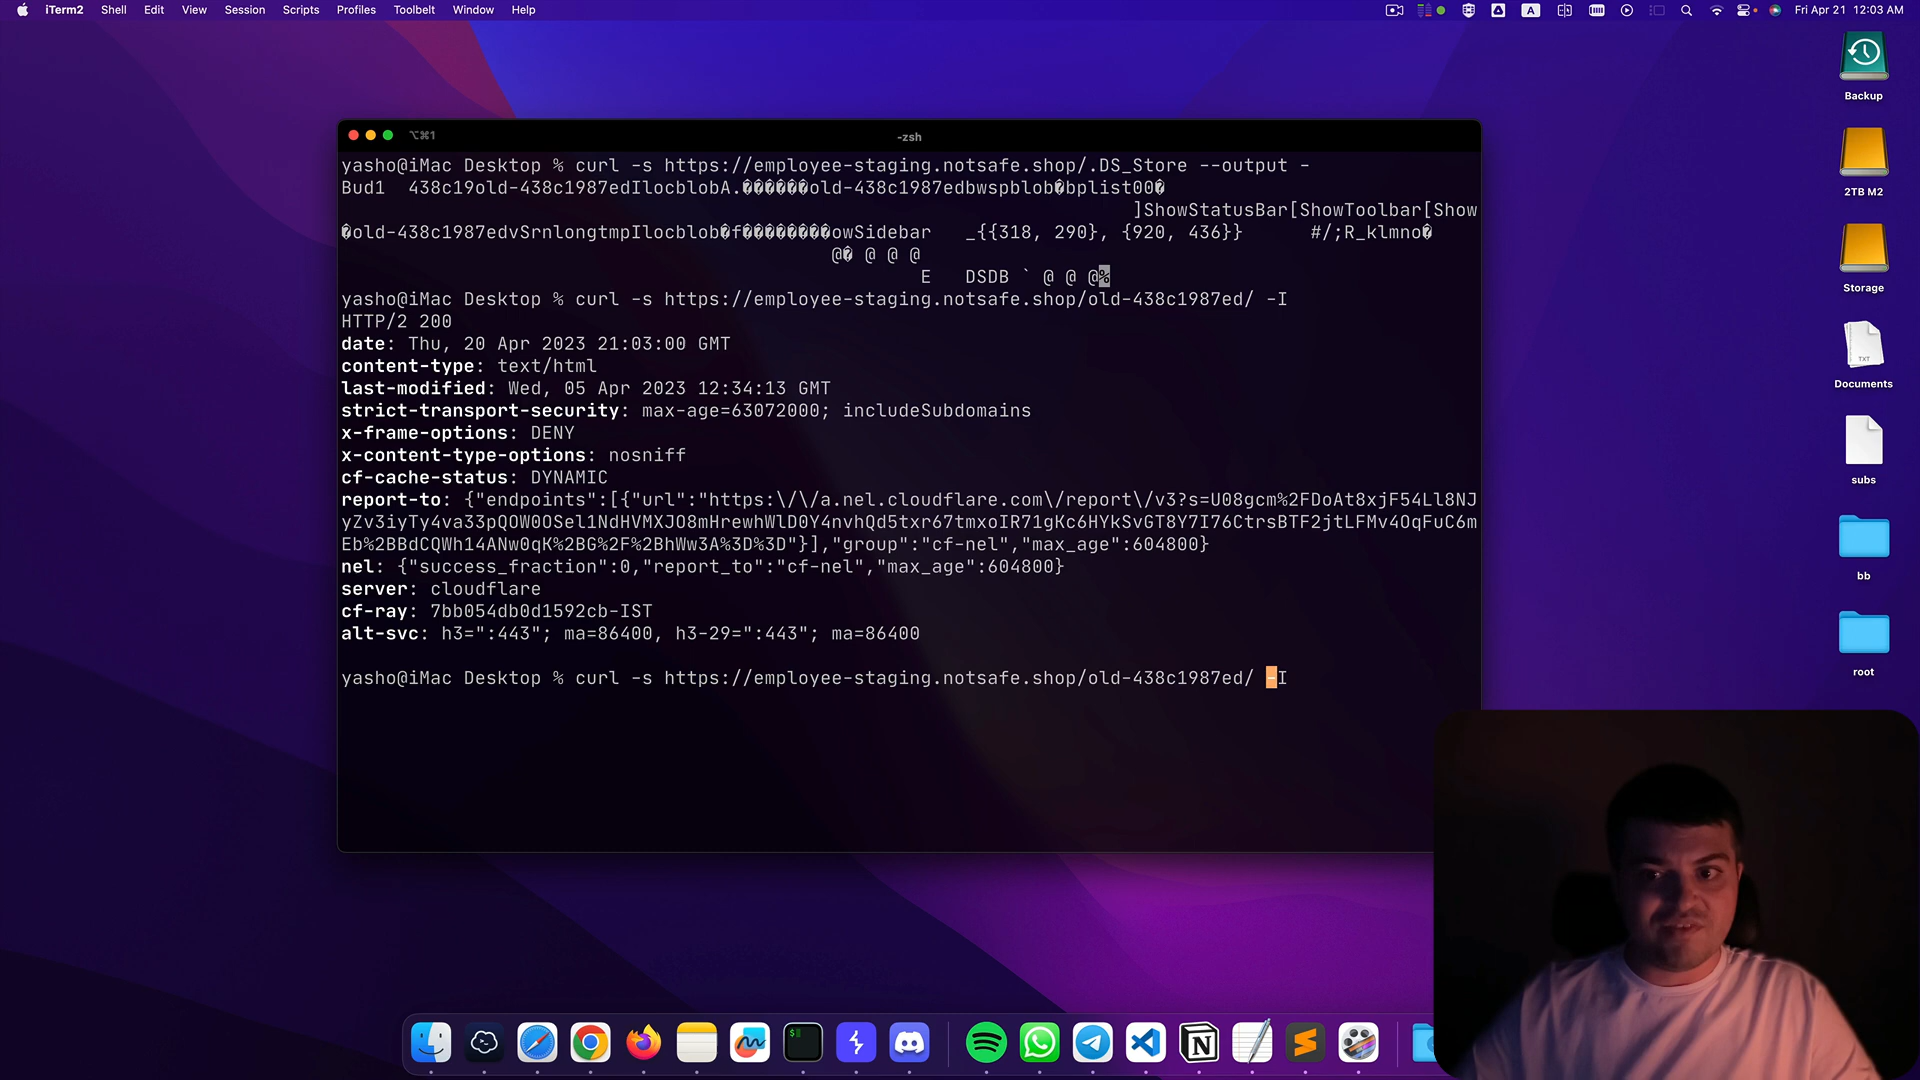 iTerm2 Shell Edit View Session Scripts Profiles Toolbelt Window Help
A
Fri Apr 21 12:03 AM
Backup
2TB M2
Storage
TXT
Documents
subs
bb
root
⌥⌘1
-zsh
yasho@iMac Desktop % curl -s https://employee-staging.notsafe.shop/.DS_Store --output -
Bud1 438c19old-438c1987edIlocblobA.������old-438c1987edbwspblob�bplist00�
]ShowStatusBar[ShowToolbar[Show
�old-438c1987edvSrnlongtmpIlocblob�f���������owSidebar _{{318, 290}, {920, 436}} #/;R_klmno�
@� @ @ @
E DSDB ` @ @ @%
yasho@iMac Desktop % curl -s https://employee-staging.notsafe.shop/old-438c1987ed/ -I
HTTP/2 200
date: Thu, 20 Apr 2023 21:03:00 GMT
content-type: text/html
last-modified: Wed, 05 Apr 2023 12:34:13 GMT
strict-transport-security: max-age=63072000; includeSubdomains
x-frame-options: DENY
x-content-type-options: nosniff
cf-cache-status: DYNAMIC
report-to: {"endpoints":[{"url":"https:\/\/a.nel.cloudflare.com\/report\/v3?s=U08gcm%2FDoAt8xjF54Ll8NJ
yZv3iyTy4va33pQOW0OSel1NdHVMXJO8mHrewhWlD0Y4nvhQd5txr67tmxoIR71gKc6HYkSvGT8Y7I76CtrsBTF2jtLFMv4OqFuC6m
Eb%2BBdCQWh14ANw0qK%2BG%2F%2BhWw3A%3D%3D"}],"group":"cf-nel","max_age":604800}
nel: {"success_fraction":0,"report_to":"cf-nel","max_age":604800}
server: cloudflare
cf-ray: 7bb054db0d1592cb-IST
alt-svc: h3=":443"; ma=86400, h3-29=":443"; ma=86400
yasho@iMac Desktop % curl -s https://employee-staging.notsafe.shop/old-438c1987ed/ -I